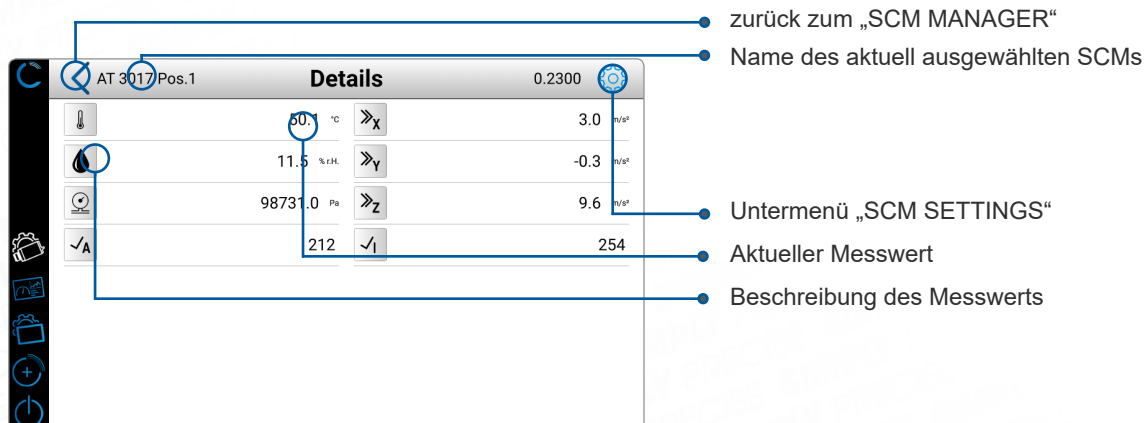 zurück zum „SCM MANAGER“
Name des aktuell ausgewählten SCMs
AT 3017 Pos.1 Details 0.2300
50.1 °C X 3.0 m/s²
11.5 % r.H. Y -0.3 m/s²
98731.0 Pa Z 9.6 m/s²
A 212 I 254
Untermenü „SCM SETTINGS“
Aktueller Messwert
Beschreibung des Messwerts